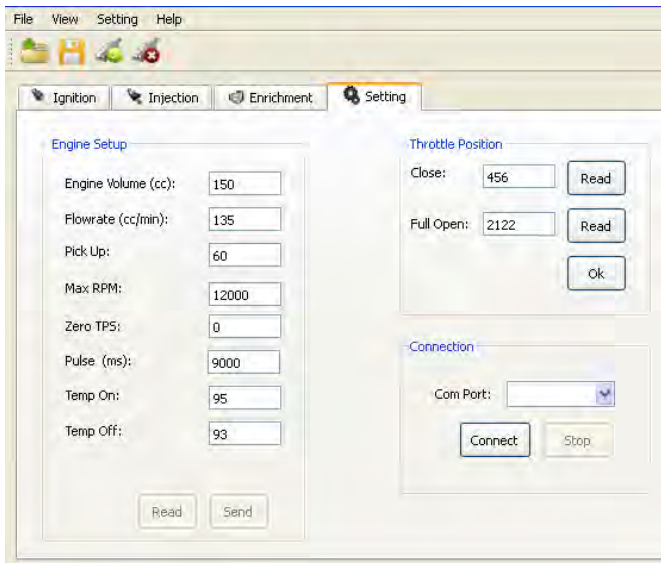 File View Setting Help
Ignition Injection Enrichment Setting
Engine Setup
Engine Volume (cc): 150
Flowrate (cc/min): 135
Pick Up: 60
Max RPM: 12000
Zero TPS: 0
Pulse (ms): 9000
Temp On: 95
Temp Off: 93
Read Send
Throttle Position
Close: 456 Read
Full Open: 2122 Read
Ok
Connection
Com Port:
Connect Stop